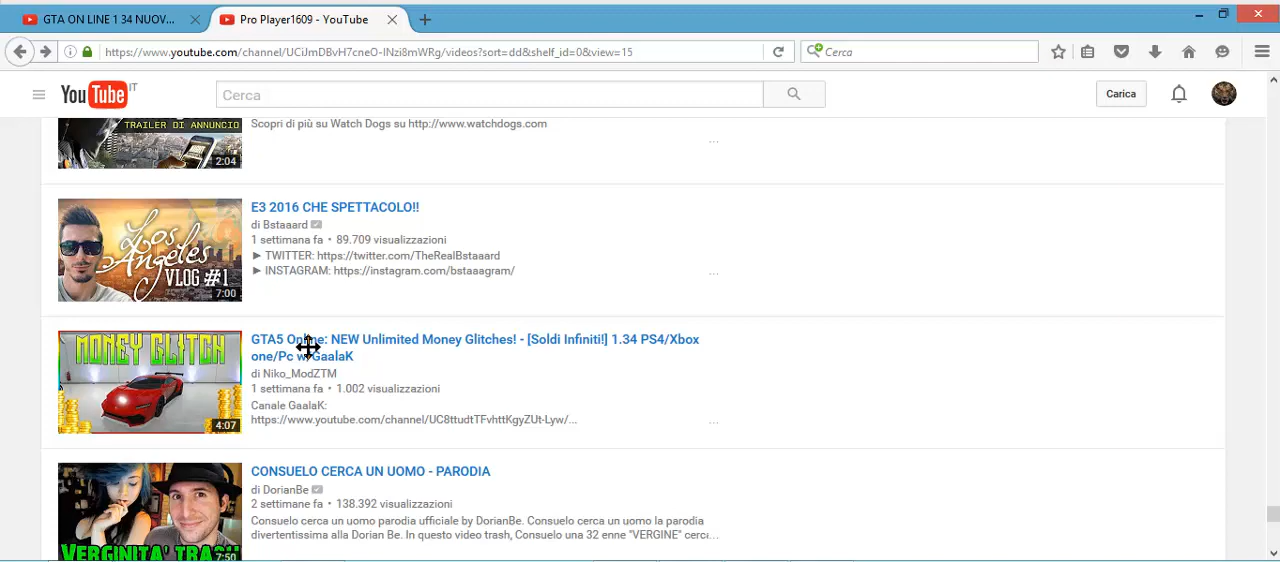 GTA ON LINE 1 34 NUOV...
Pro Player1609 - YouTube
https://www.youtube.com/channel/UCiJmDBvH7cneO-INzi8mWRg/videos?sort=dd&shelf_id=0&view=15
Cerca
YouTube IT
Cerca
Carica
TRAILER DI ANNUNCIO
2:04
Scopri di più su Watch Dogs su http://www.watchdogs.com
...
Los Angeles
VLOG #1
7:00
E3 2016 CHE SPETTACOLO!!
di Bstaaard
1 settimana fa • 89.709 visualizzazioni
► TWITTER: https://twitter.com/TheRealBstaaard
► INSTAGRAM: https://instagram.com/bstaaagram/
...
MONEY GLITCH
4:07
GTA5 Online: NEW Unlimited Money Glitches! - [Soldi Infiniti!] 1.34 PS4/Xbox
one/Pc w/GaalaK
di Niko_ModZTM
1 settimana fa • 1.002 visualizzazioni
Canale GaalaK:
https://www.youtube.com/channel/UC8ttudtTFvhttKgyZUt-Lyw/...
...
VERGINITA' TRASH
7:50
CONSUELO CERCA UN UOMO - PARODIA
di DorianBe
2 settimane fa • 138.392 visualizzazioni
Consuelo cerca un uomo parodia ufficiale by DorianBe. Consuelo cerca un uomo la parodia
divertentissima alla Dorian Be. In questo video trash, Consuelo una 32 enne "VERGINE" cerc...